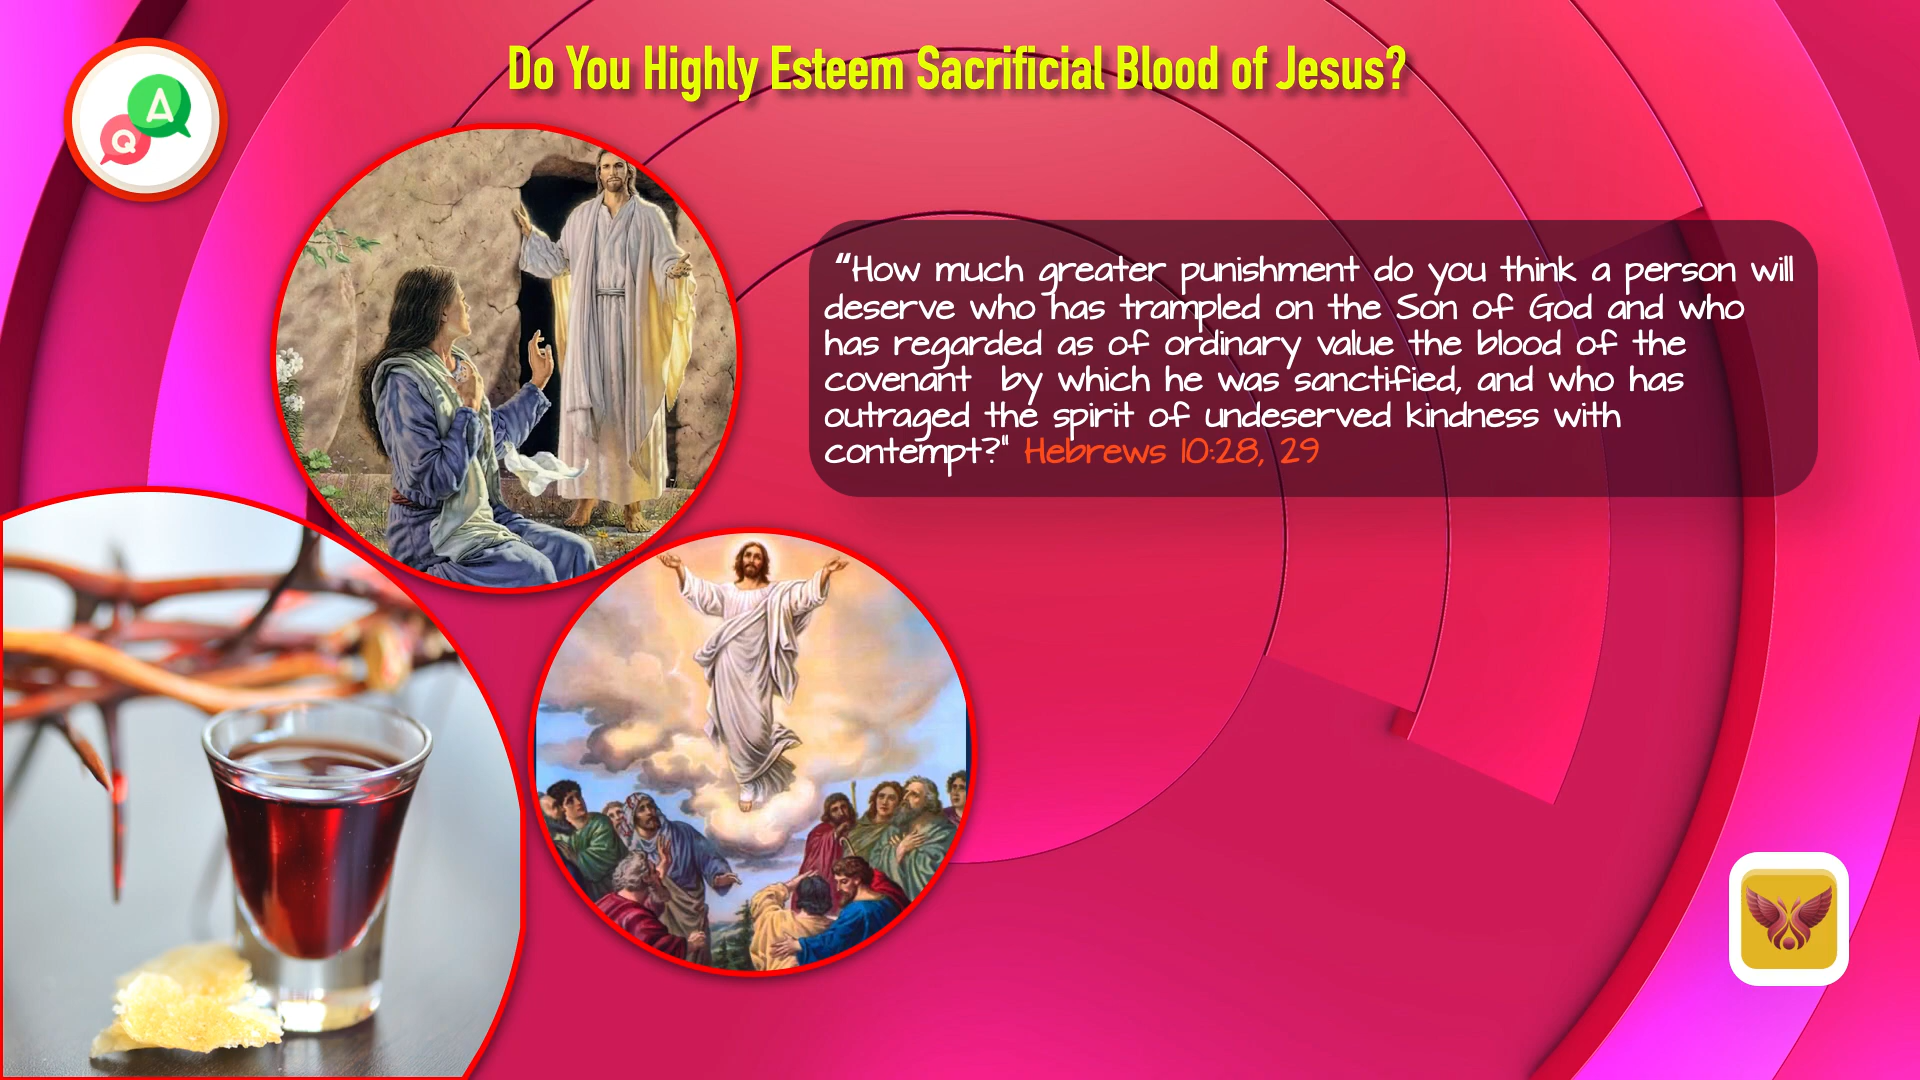 Do You Highly Esteem Sacrificial Blood of Jesus?
A
Q
“How much greater punishment do you think a person will
deserve who has trampled on the Son of God and who
has regarded as of ordinary value the blood of the
covenant by which he was sanctified, and who has
outraged the spirit of undeserved kindness with
contempt?" Hebrews 10:28, 29